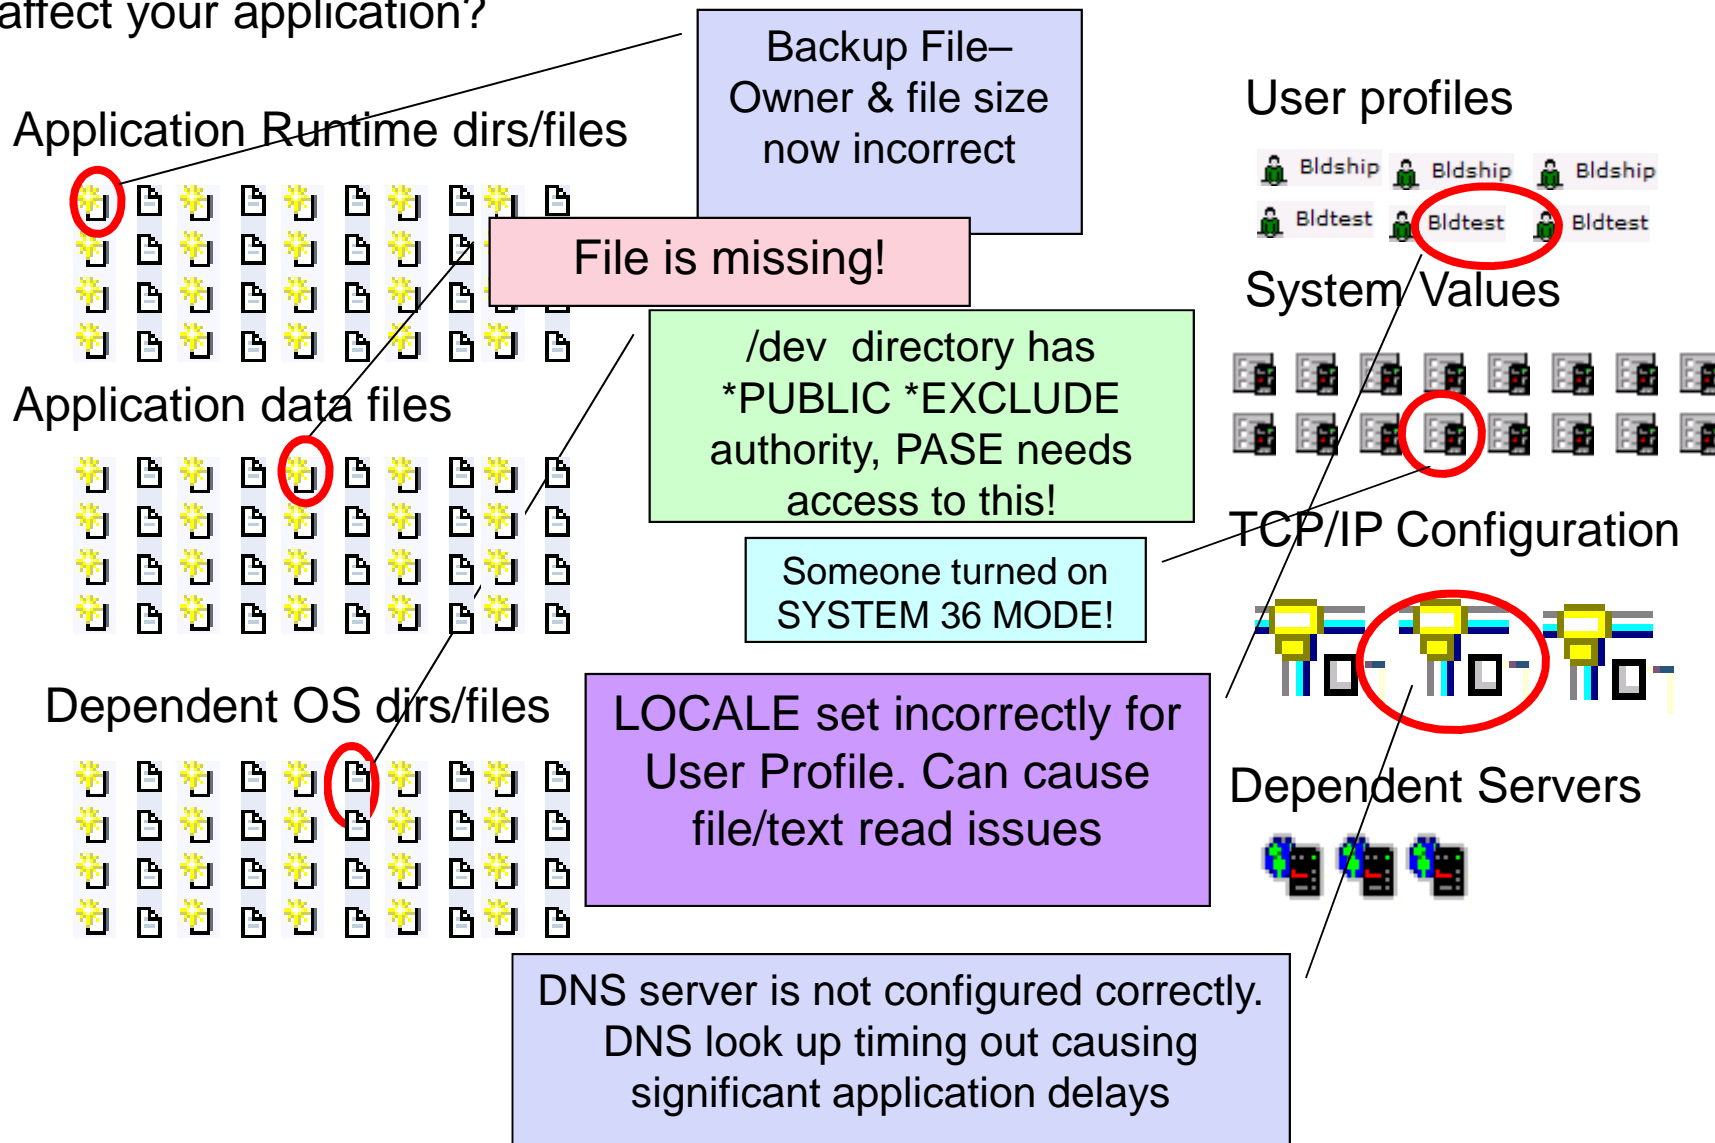 affect your application?
Backup File–
Owner & file size
now incorrect
Application Runtime dirs/files
File is missing!
/dev directory has
*PUBLIC *EXCLUDE
authority, PASE needs
access to this!
Application data files
Someone turned on
SYSTEM 36 MODE!
Dependent OS dirs/files
LOCALE set incorrectly for
User Profile. Can cause
file/text read issues
DNS server is not configured correctly.
DNS look up timing out causing
significant application delays
User profiles
Bldship Bldship Bldship
Bldtest Bldtest Bldtest
System Values
TCP/IP Configuration
Dependent Servers